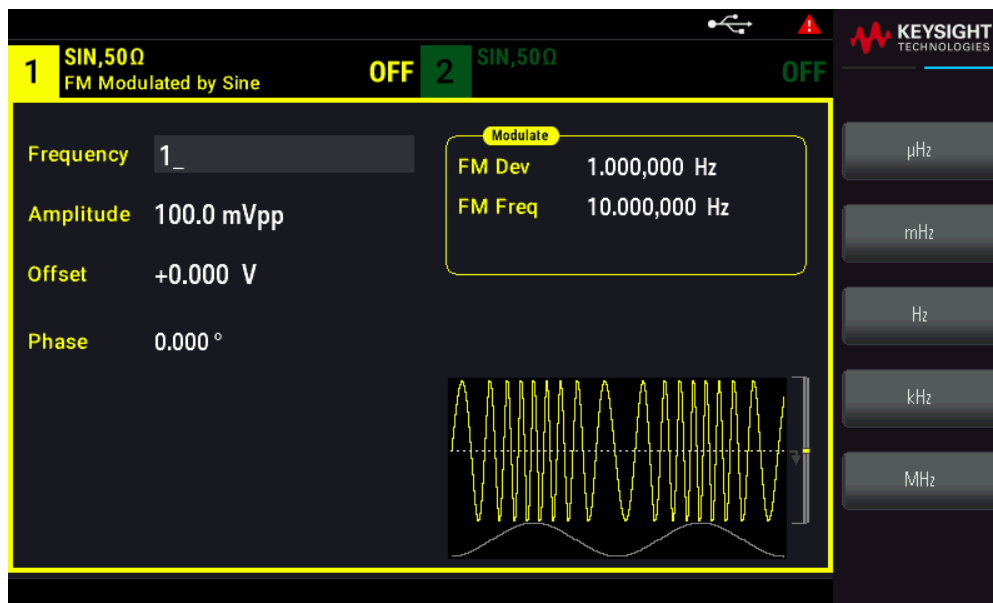 KEYSIGHT
TECHNOLOGIES
1
SIN,50Ω
FM Modulated by Sine
OFF
2
SIN,50Ω
OFF
Frequency 1_
Amplitude 100.0 mVpp
Offset +0.000 V
Phase 0.000 °
Modulate
FM Dev 1.000,000 Hz
FM Freq 10.000,000 Hz
µHz
mHz
Hz
kHz
MHz